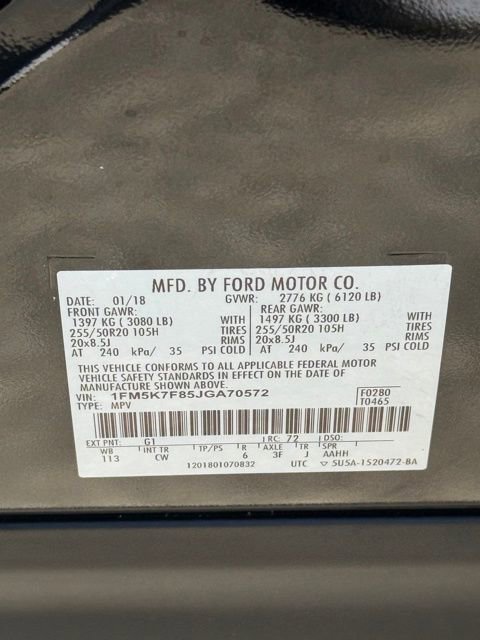 MFD. BY FORD MOTOR CO.
DATE: 01/18 GVWR: 2776 KG ( 6120 LB)
FRONT GAWR: REAR GAWR:
1397 KG ( 3080 LB) WITH 1497 KG ( 3300 LB) WITH
255/50R20 105H TIRES 255/50R20 105H TIRES
20x8.5J RIMS 20x8.5J RIMS
AT 240 kPa/ 35 PSI COLD AT 240 kPa/ 35 PSI COLD
THIS VEHICLE CONFORMS TO ALL APPLICABLE FEDERAL MOTOR
VEHICLE SAFETY STANDARDS IN EFFECT ON THE DATE OF
MANUFACTURE SHOWN ABOVE.
VIN: 1FM5K7F85JGA70572 F0280
TYPE: MPV T0465
EXT PNT: G1 RC: 72 DSO:
WB INT TR TP/PS R AXLE TR SPR
113 CW 6 3F J AAHH
1201801070832 UTC ▽ 5U5A-1520472-BA